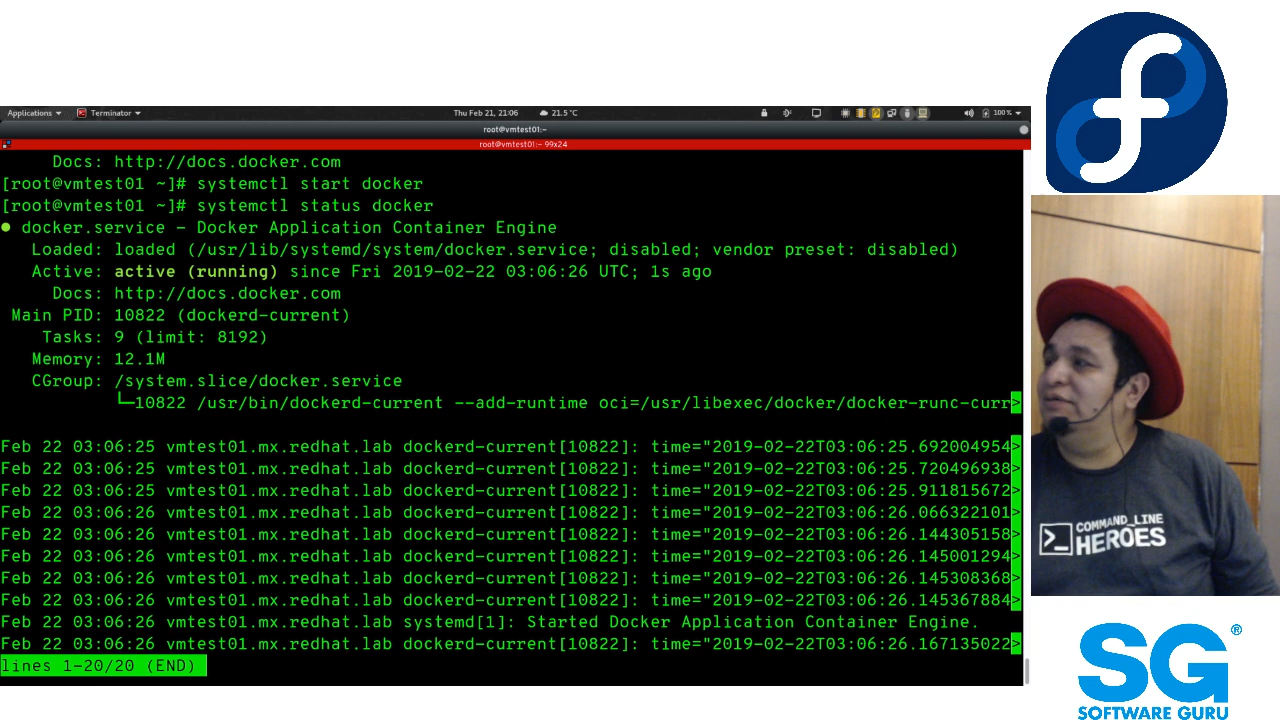 Applications
Terminator
Thu Feb 21, 21:06
21.5°C
100 %
root@vmtest01:~
root@vmtest01:~ 99x24
Docs: http://docs.docker.com
[root@vmtest01 ~]# systemctl start docker
[root@vmtest01 ~]# systemctl status docker
● docker.service - Docker Application Container Engine
Loaded: loaded (/usr/lib/systemd/system/docker.service; disabled; vendor preset: disabled)
Active: active (running) since Fri 2019-02-22 03:06:26 UTC; 1s ago
Docs: http://docs.docker.com
Main PID: 10822 (dockerd-current)
Tasks: 9 (limit: 8192)
Memory: 12.1M
CGroup: /system.slice/docker.service
└─10822 /usr/bin/dockerd-current --add-runtime oci=/usr/libexec/docker/docker-runc-curr>
Feb 22 03:06:25 vmtest01.mx.redhat.lab dockerd-current[10822]: time="2019-02-22T03:06:25.692004954>
Feb 22 03:06:25 vmtest01.mx.redhat.lab dockerd-current[10822]: time="2019-02-22T03:06:25.720496938>
Feb 22 03:06:25 vmtest01.mx.redhat.lab dockerd-current[10822]: time="2019-02-22T03:06:25.911815672>
Feb 22 03:06:26 vmtest01.mx.redhat.lab dockerd-current[10822]: time="2019-02-22T03:06:26.066322101>
Feb 22 03:06:26 vmtest01.mx.redhat.lab dockerd-current[10822]: time="2019-02-22T03:06:26.144305158>
Feb 22 03:06:26 vmtest01.mx.redhat.lab dockerd-current[10822]: time="2019-02-22T03:06:26.145001294>
Feb 22 03:06:26 vmtest01.mx.redhat.lab dockerd-current[10822]: time="2019-02-22T03:06:26.145308368>
Feb 22 03:06:26 vmtest01.mx.redhat.lab dockerd-current[10822]: time="2019-02-22T03:06:26.145367884>
Feb 22 03:06:26 vmtest01.mx.redhat.lab systemd[1]: Started Docker Application Container Engine.
Feb 22 03:06:26 vmtest01.mx.redhat.lab dockerd-current[10822]: time="2019-02-22T03:06:26.167135022>
lines 1-20/20 (END)
COMMAND_LINE
HEROES
SG®
SOFTWARE GURU